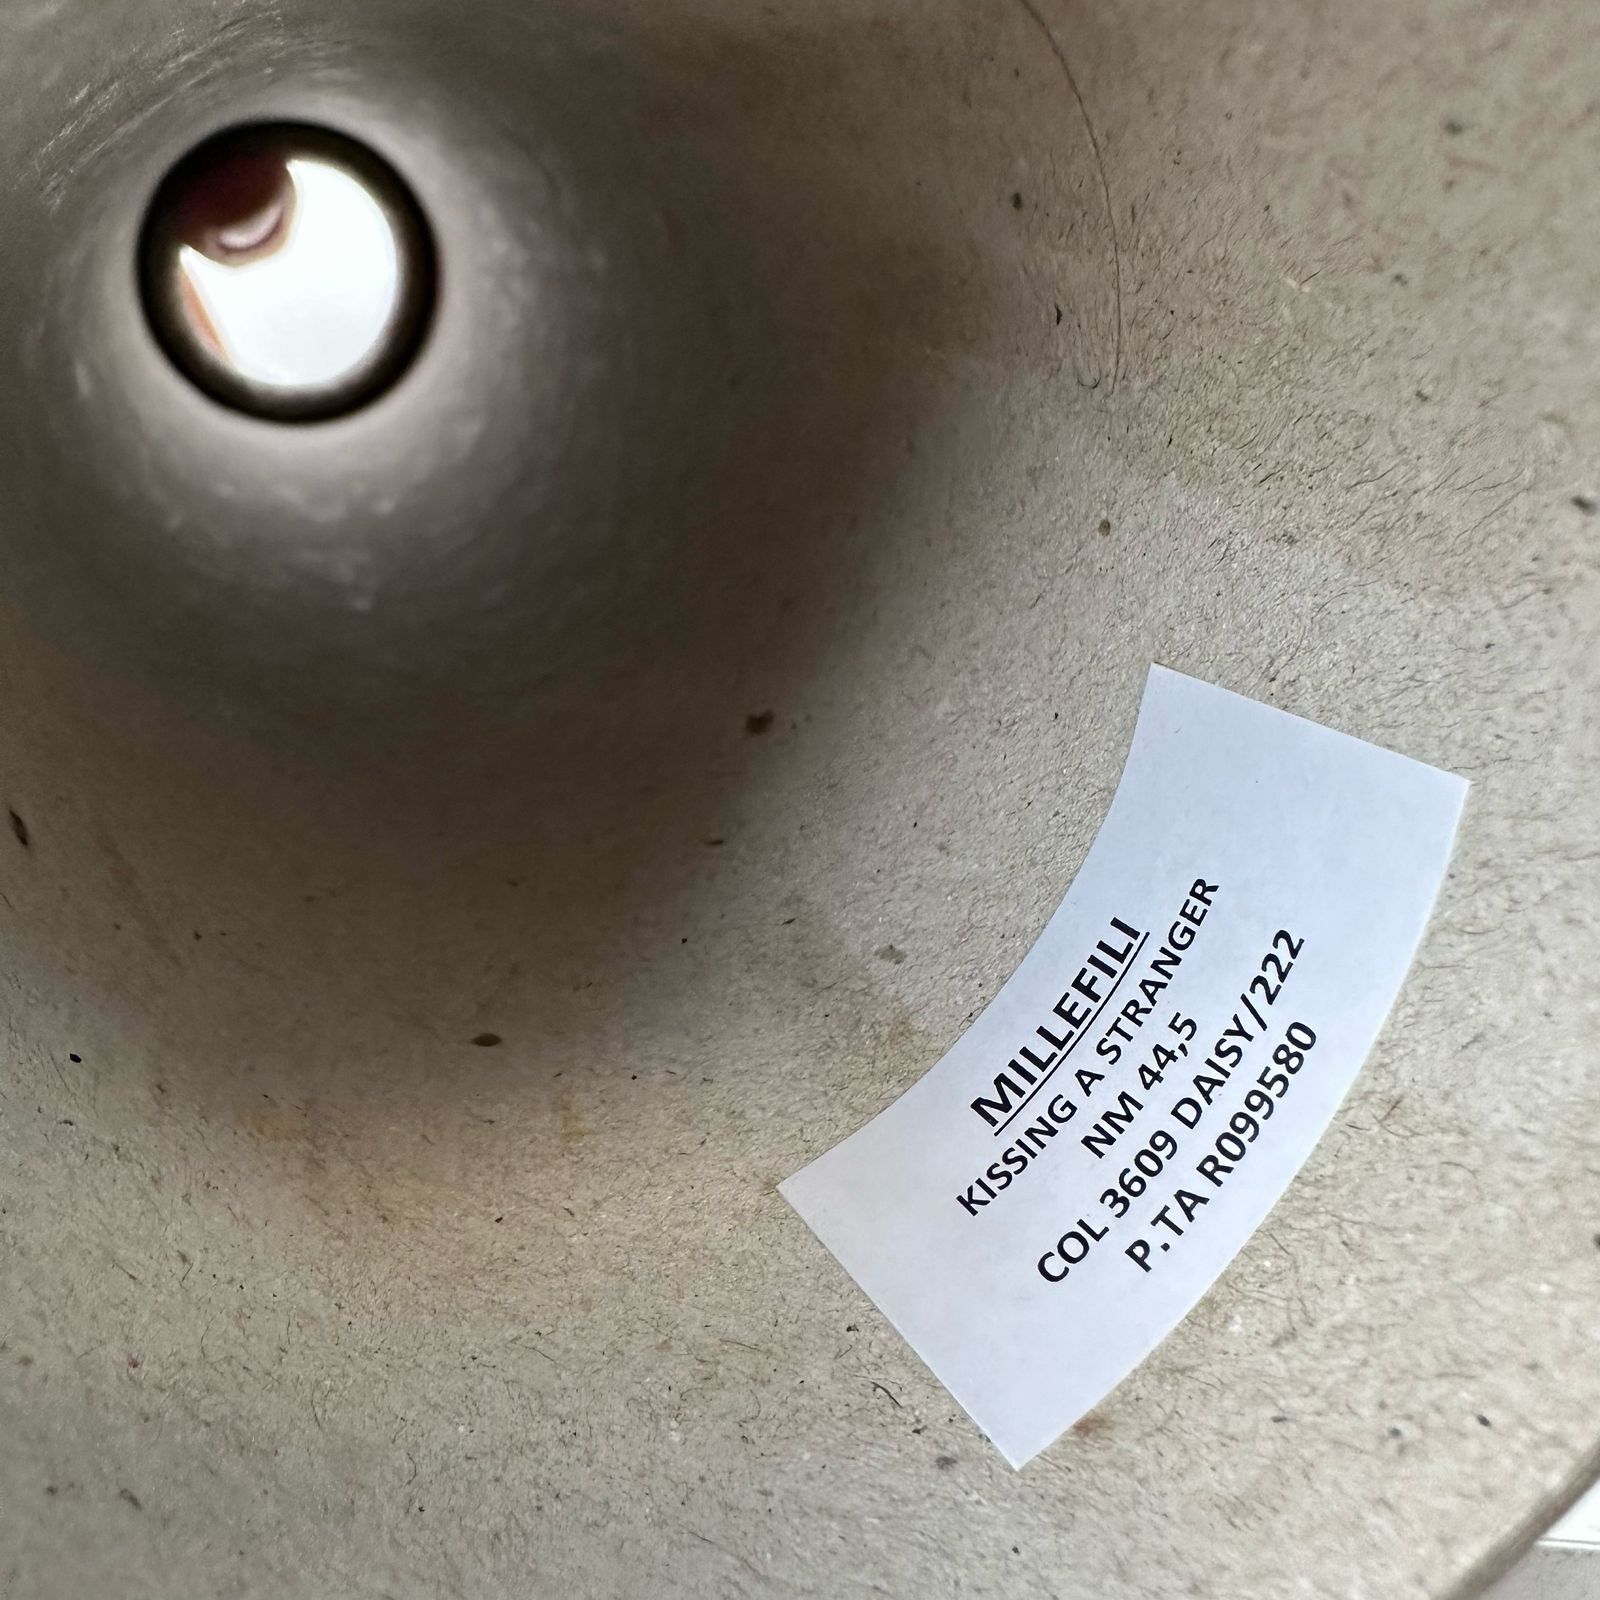 MILLEFILI
KISSING A STRANGER
NM 44,5
COL 3609 DAISY/222
P.TA R099580